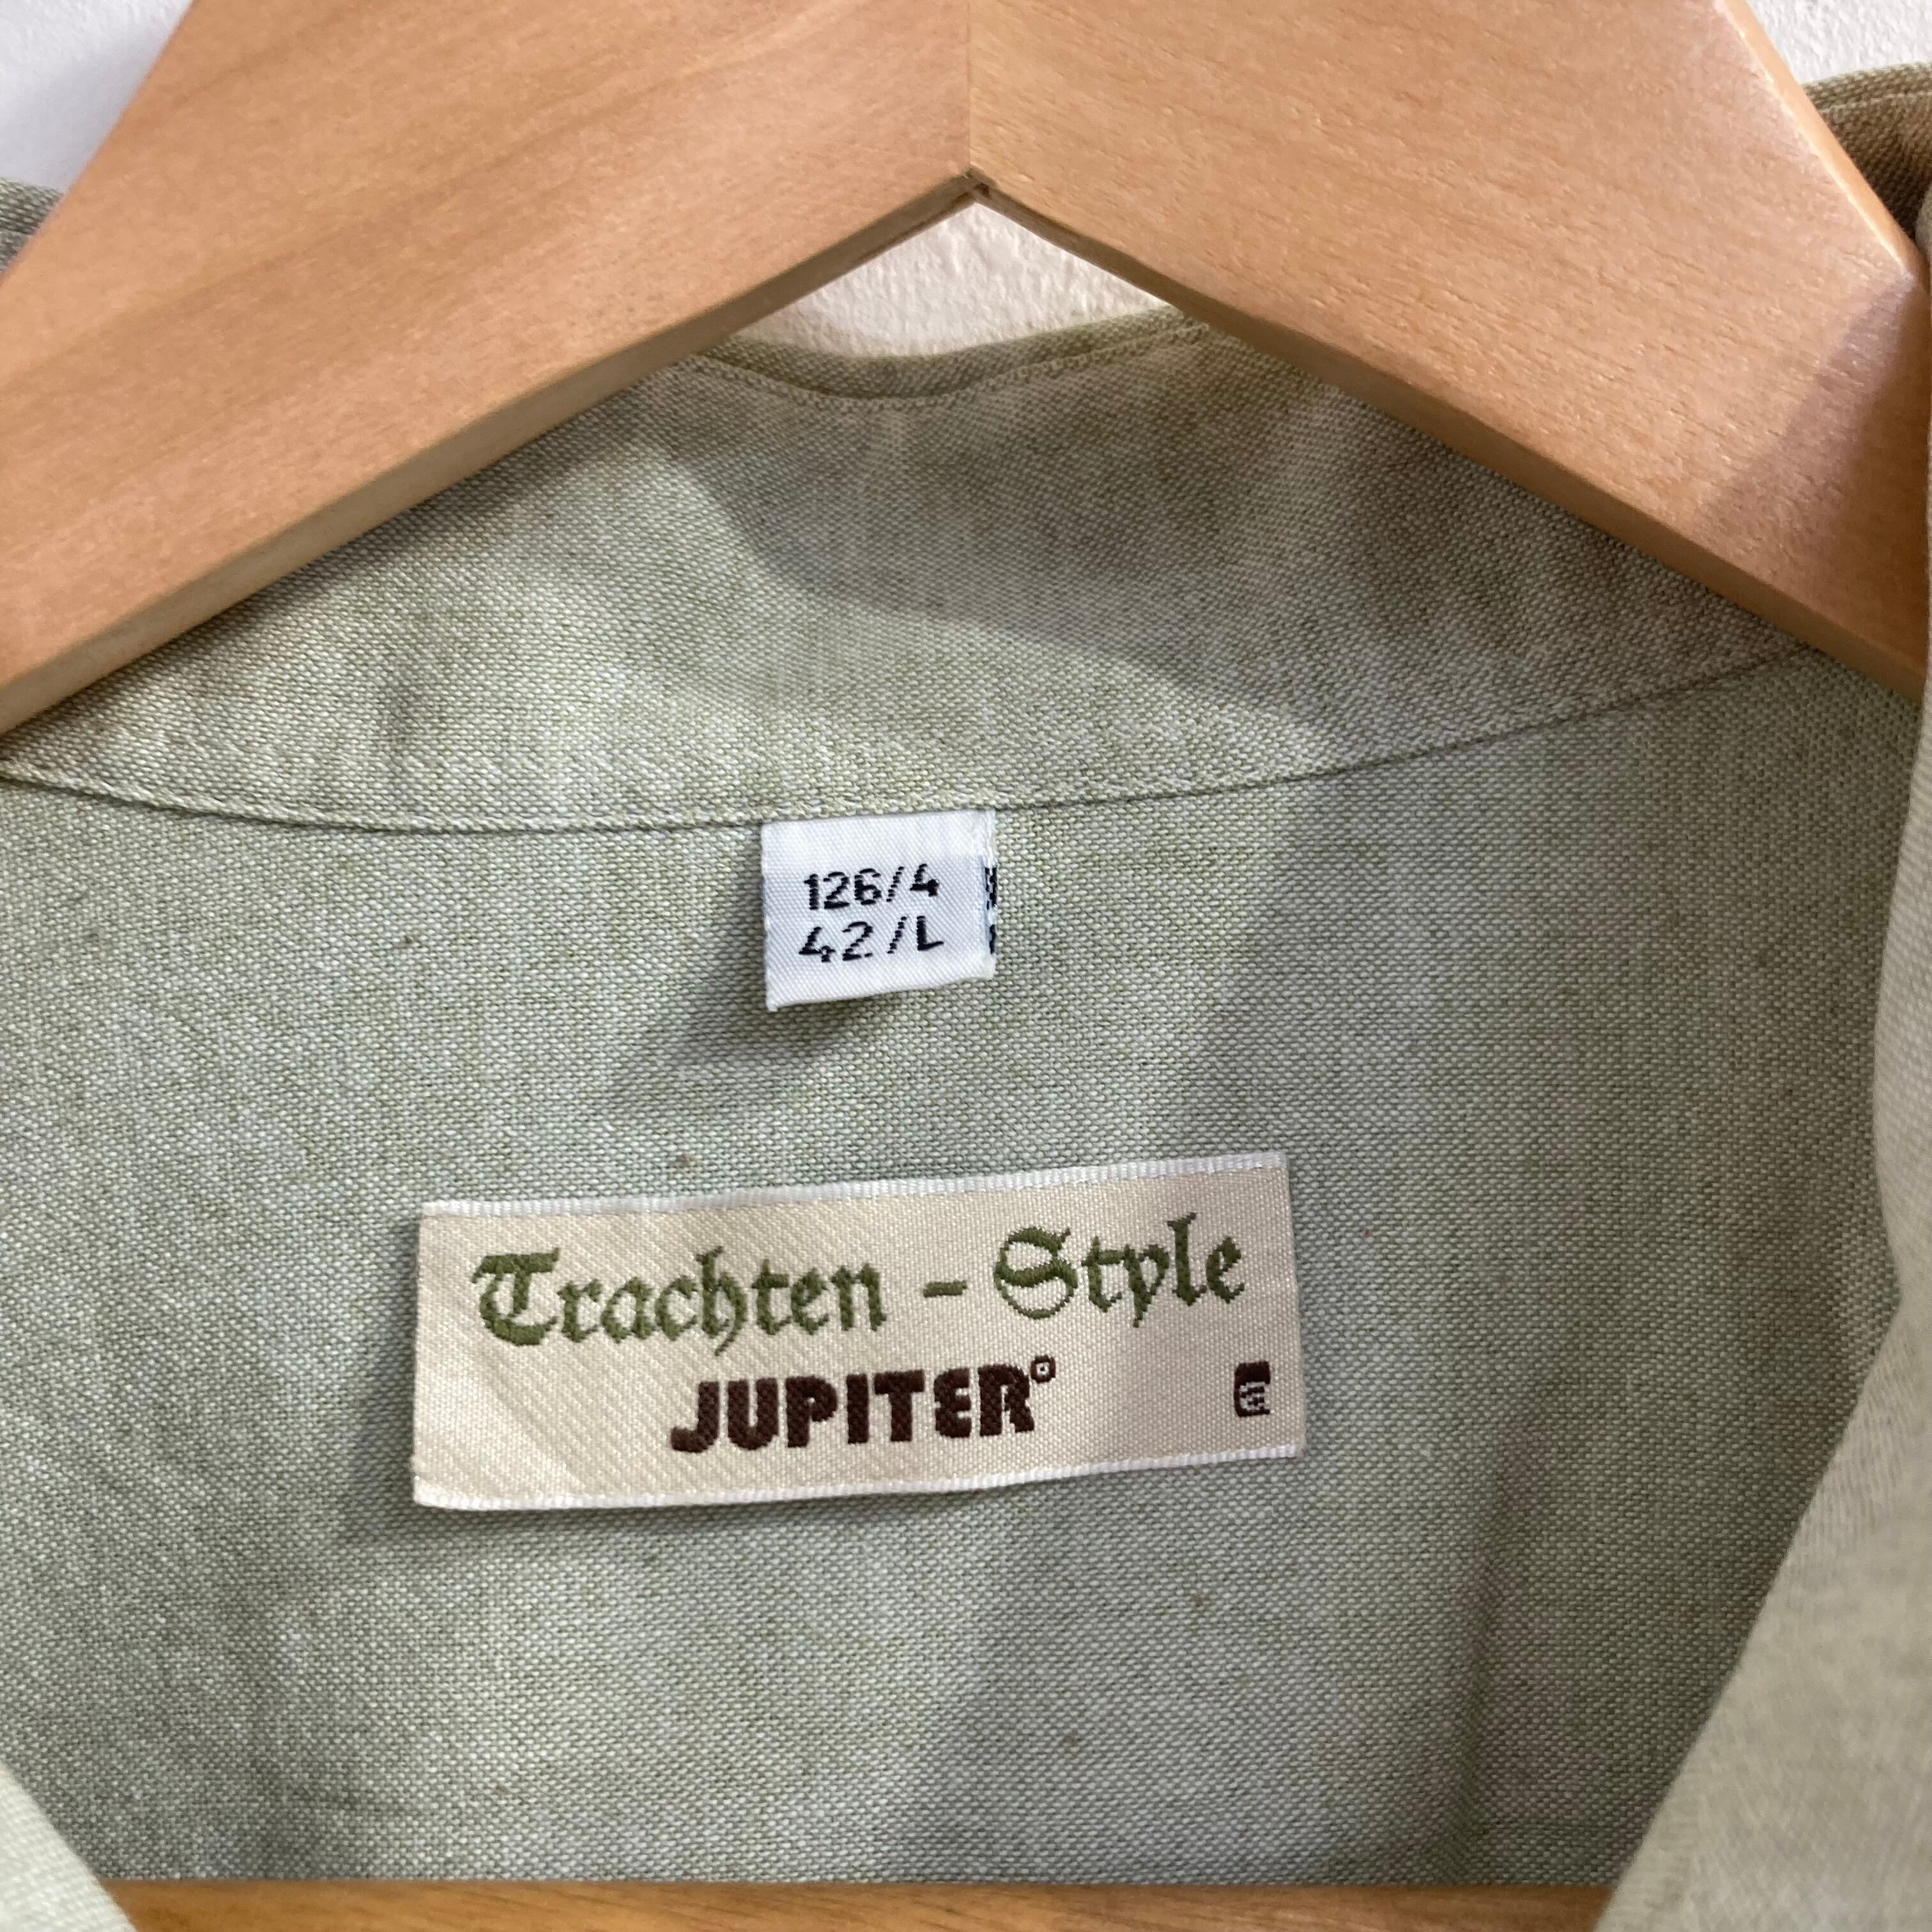 126/4
42/L
Trachten - Style
JUPITER®